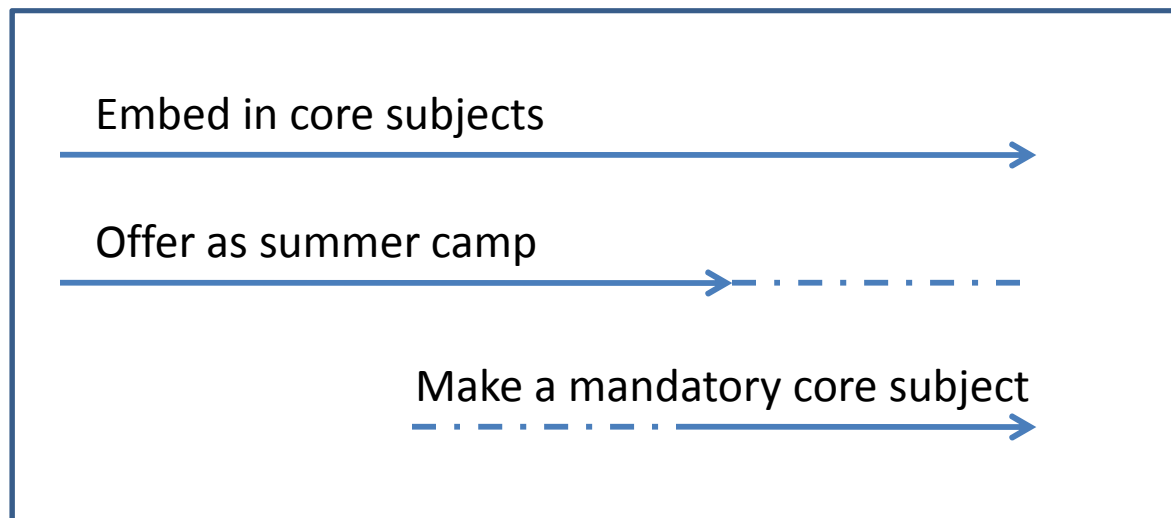 Embed in core subjects
Offer as summer camp
Make a mandatory core subject